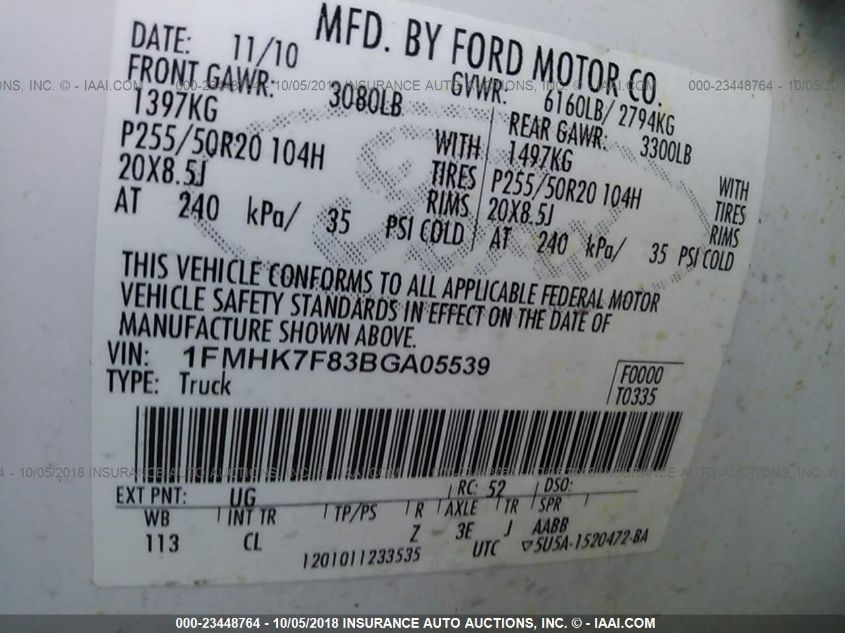 MFD. BY FORD MOTOR CO.
DATE: 11/10
GVWR: 6160LB/ 2794KG
FRONT GAWR: 3080LB
REAR GAWR: 3300LB
1397KG WITH
1497KG WITH
P255/50R20 104H TIRES
P255/50R20 104H TIRES
20X8.5J RIMS
20X8.5J RIMS
AT 240 kPa/ 35 PSI COLD
AT 240 kPa/ 35 PSI COLD
THIS VEHICLE CONFORMS TO ALL APPLICABLE FEDERAL MOTOR
VEHICLE SAFETY STANDARDS IN EFFECT ON THE DATE OF
MANUFACTURE SHOWN ABOVE.
VIN: 1FMHK7F83BGA05539
TYPE: Truck
F0000
T0335
EXT PNT: UG RC: 52 DSO:
WB INT TR TP/PS R AXLE TR SPR
113 CL Z 3E J AABB
1201011233535 UTC ▽5U5A-1520472-BA
000-23448764 - 10/05/2018 INSURANCE AUTO AUCTIONS, INC. - IAAI.COM